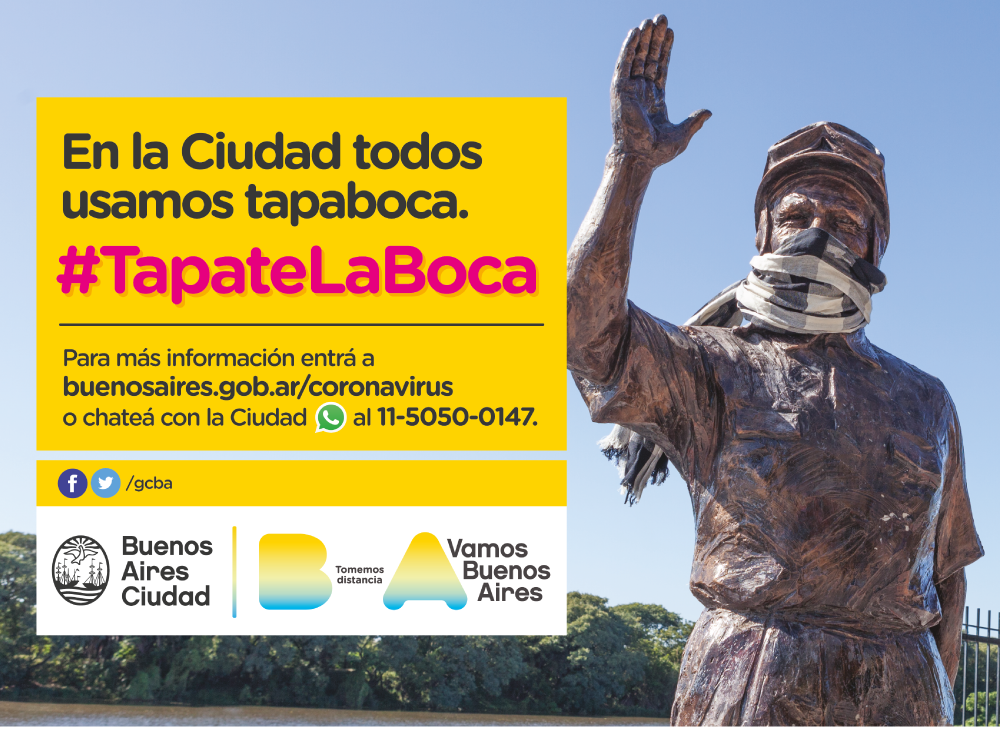 En la Ciudad todos
usamos tapaboca.
#TapateLaBoca
Para más información entrá a
buenosaires.gob.ar/coronavirus
o chateá con la Ciudad al 11-5050-0147.
/gcba
Buenos
Aires
Ciudad
B
Tomemos
distancia
A
Vamos
Buenos
Aires